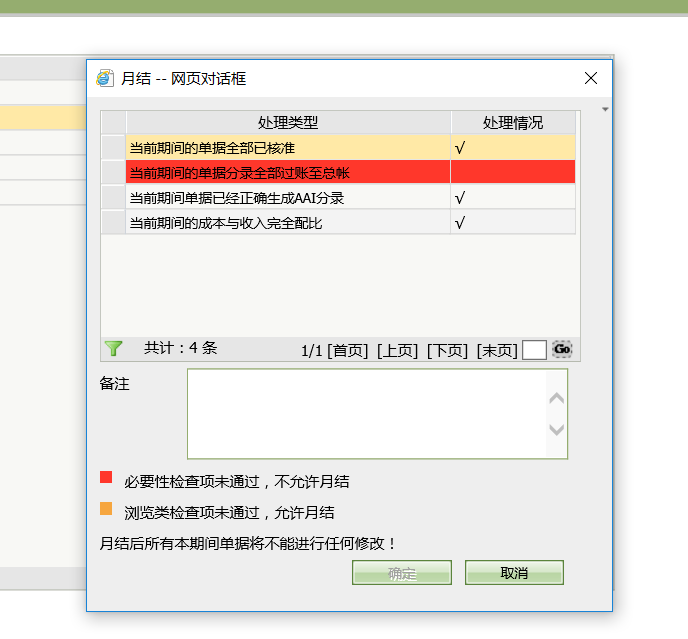 月结 -- 网页对话框
处理类型 处理情况
当前期间的单据全部已核准 √
当前期间的单据分录全部过账至总帐
当前期间单据已经正确生成AAI分录 √
当前期间的成本与收入完全配比 √
共计：4 条 1/1 [首页] [上页] [下页] [末页] Go
备注
必要性检查项未通过，不允许月结
浏览类检查项未通过，允许月结
月结后所有本期间单据将不能进行任何修改！
确定 取消